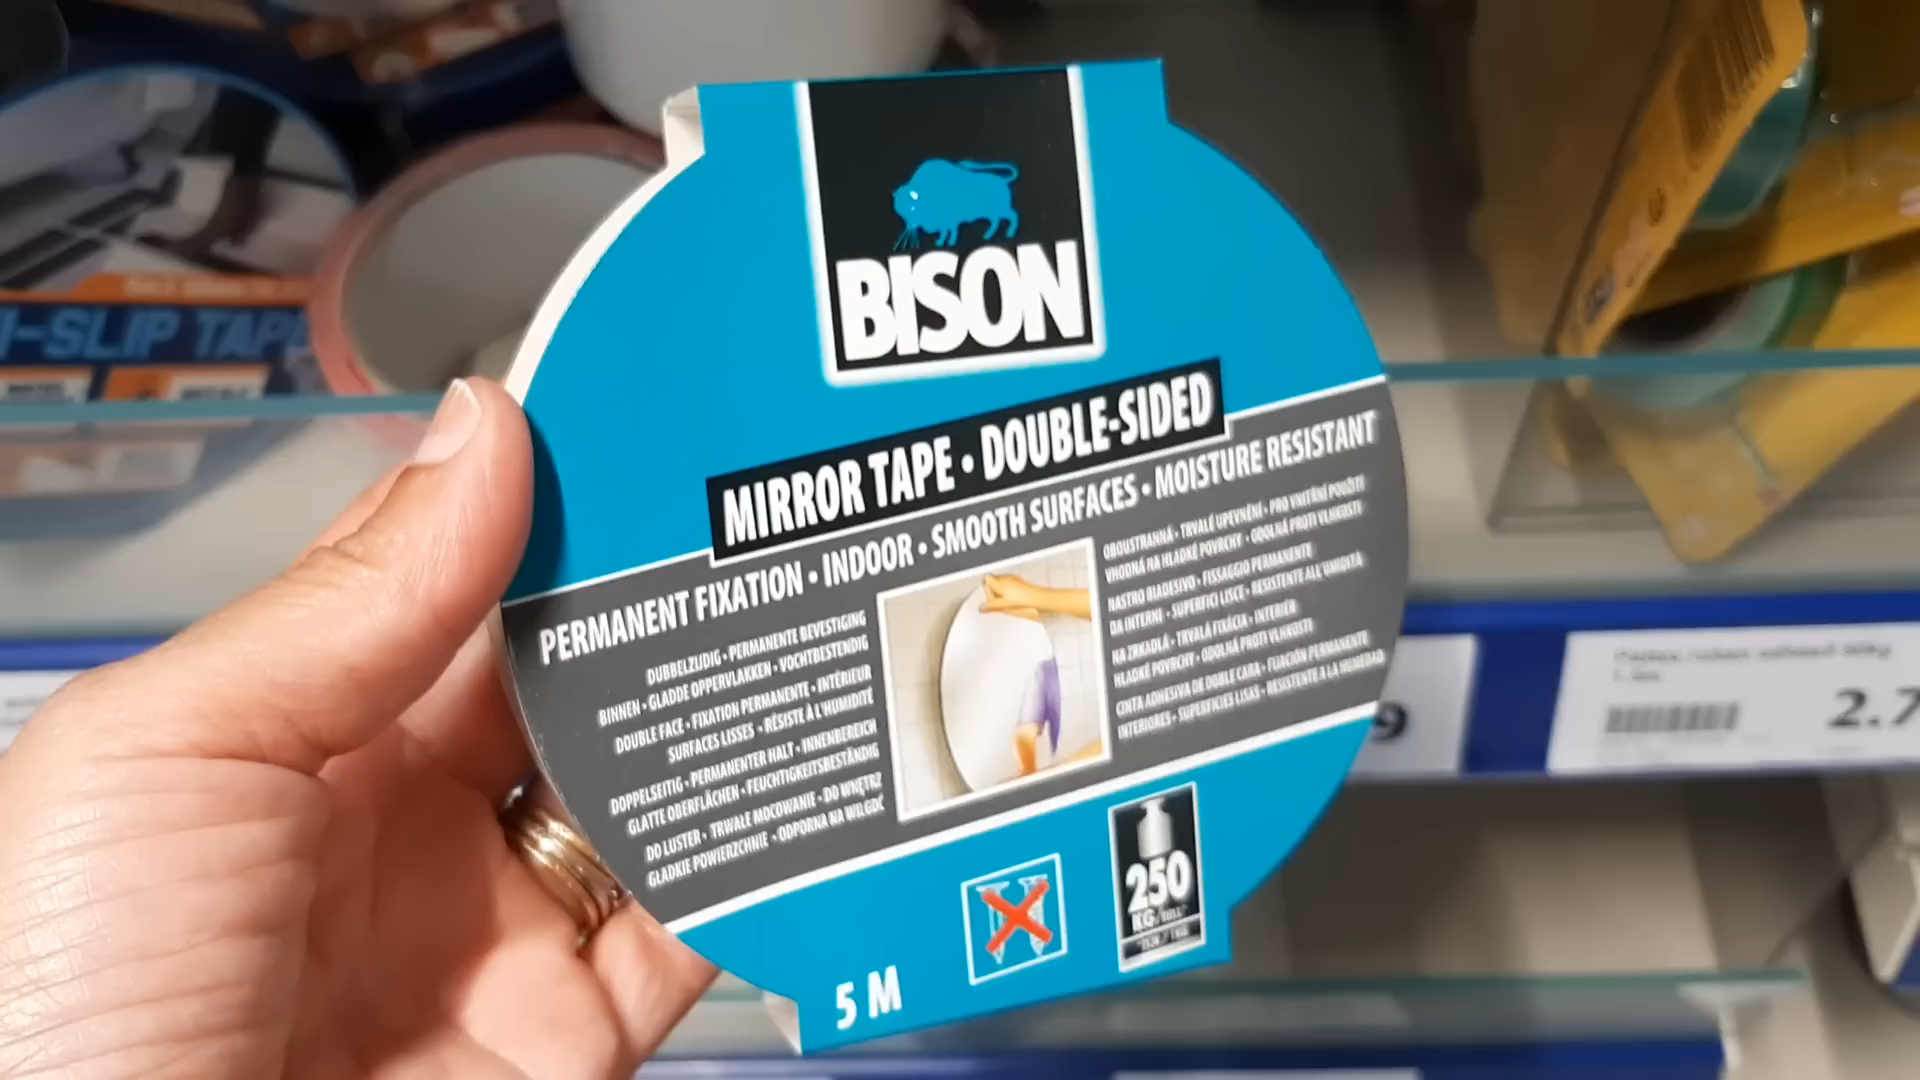 BISON
MIRROR TAPE • DOUBLE-SIDED
PERMANENT FIXATION • INDOOR • SMOOTH SURFACES • MOISTURE RESISTANT
DUBBELZIJDIG • PERMANENTE BEVESTIGING
BINNEN • GLADDE OPPERVLAKKEN • VOCHTBESTENDIG
DOUBLE FACE • FIXATION PERMANENTE • INTÉRIEUR
SURFACES LISSES • RÉSISTE À L'HUMIDITÉ
DOPPELSEITIG • PERMANENTER HALT • INNENBEREICH
GLATTE OBERFLÄCHEN • FEUCHTIGKEITSBESTÄNDIG
DO LUSTER • TRWAŁE MOCOWANIE • DO WNĘTRZ
GŁADKIE POWIERZCHNIE • ODPORNA NA WILGOĆ
OBOUSTRANNÁ • TRVALÉ UPEVNĚNÍ • PRO VNITŘNÍ POUŽITÍ
VHODNÁ NA HLADKÉ POVRCHY • ODOLNÁ PROTI VLHKOSTI
NASTRO BIADESIVO • FISSAGGIO PERMANENTE
DA INTERNI • SUPERFICI LISCE • RESISTENTE ALL'UMIDITÀ
NA ZRKADLÁ • TRVALÁ FIXÁCIA • INTERIÉR
HLADKÉ POVRCHY • ODOLNÁ PROTI VLHKOSTI
CINTA ADHESIVA DE DOBLE CARA • FIJACIÓN PERMANENTE
INTERIORES • SUPERFICIES LISAS • RESISTENTE A LA HUMEDAD
250
KG/ROLL*
5 M
I-SLIP TAPE
9
2.7